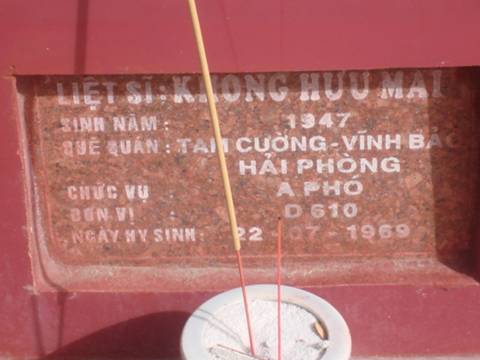 LIỆT SĨ: KHỔNG HỮU MAI
SINH NĂM: 1947
QUÊ QUÁN: TAM CƯỜNG-VĨNH BẢO
HẢI PHÒNG
CHỨC VỤ : A PHÓ
ĐƠN VỊ : D 610
NGÀY HY SINH: 22 - 07 - 1969